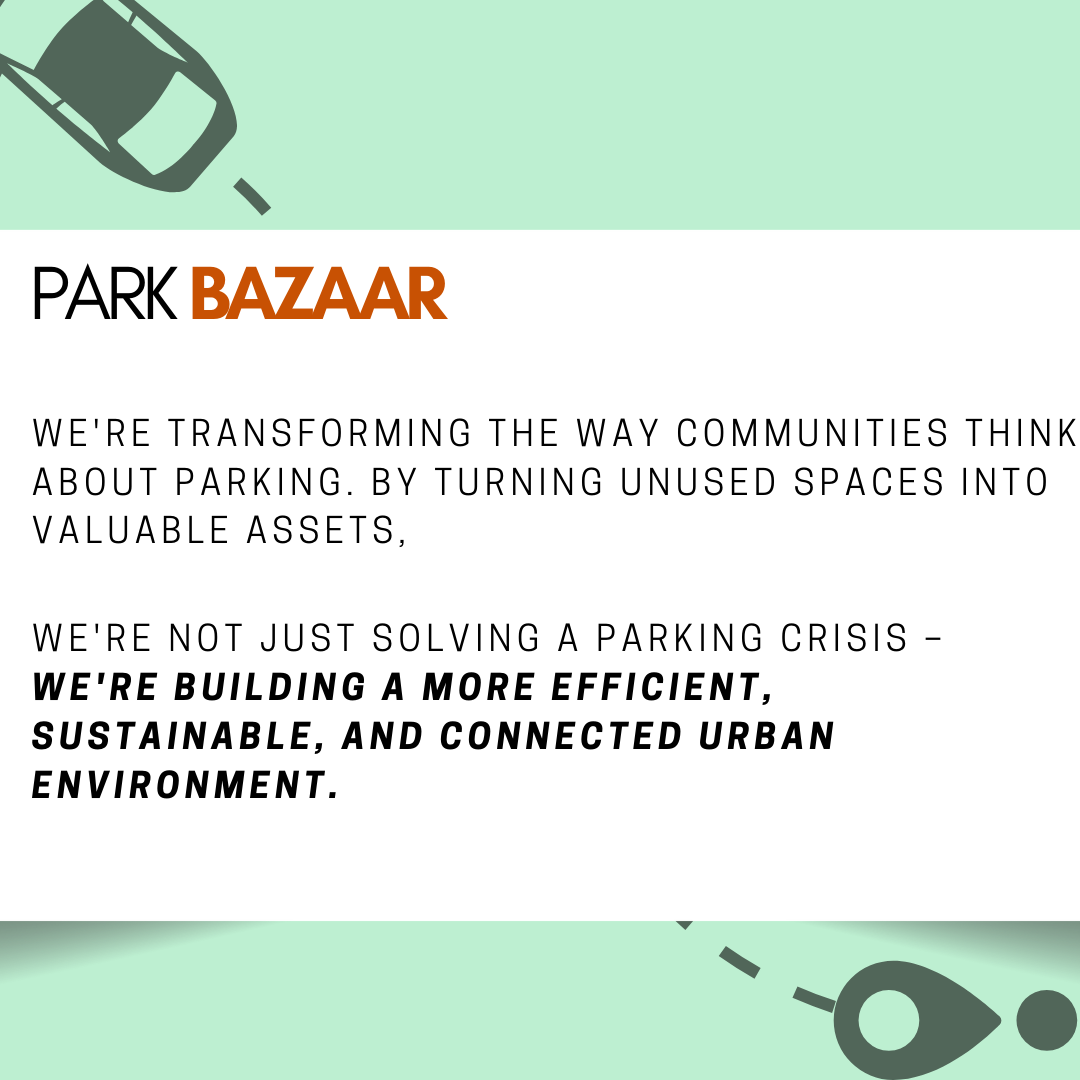 PARK BAZAAR
WE'RE TRANSFORMING THE WAY COMMUNITIES THINK
ABOUT PARKING. BY TURNING UNUSED SPACES INTO
VALUABLE ASSETS,
WE'RE NOT JUST SOLVING A PARKING CRISIS –
WE'RE BUILDING A MORE EFFICIENT,
SUSTAINABLE, AND CONNECTED URBAN
ENVIRONMENT.